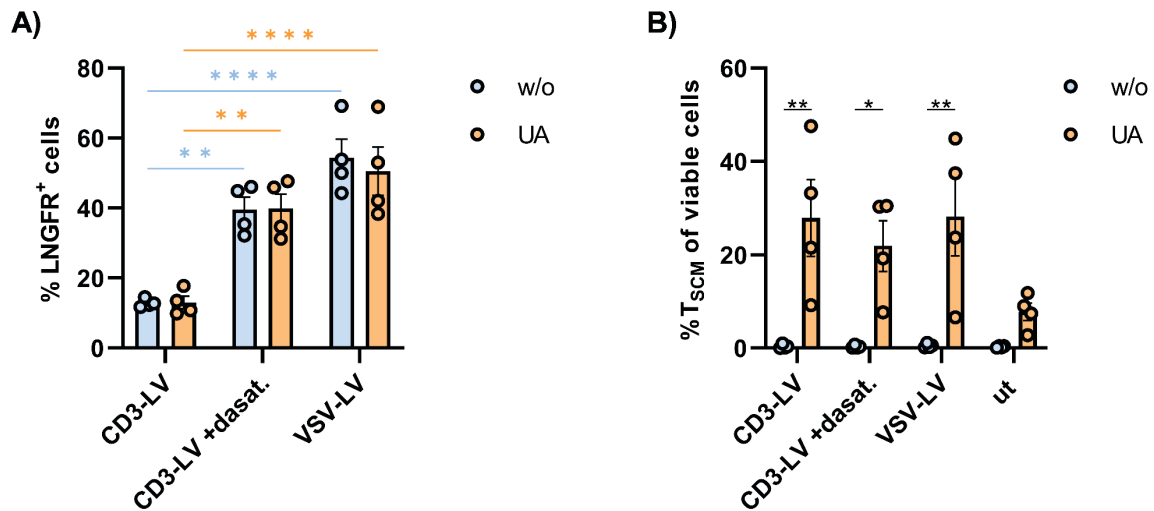 A)
% LNGFR+ cells
80
60
40
20
0
* * * *
* * * *
* *
* *
CD3-LV
CD3-LV +dasat.
VSV-LV
w/o
UA
B)
%TSCM of viable cells
60
40
20
0
**
*
**
CD3-LV
CD3-LV +dasat.
VSV-LV
ut
w/o
UA